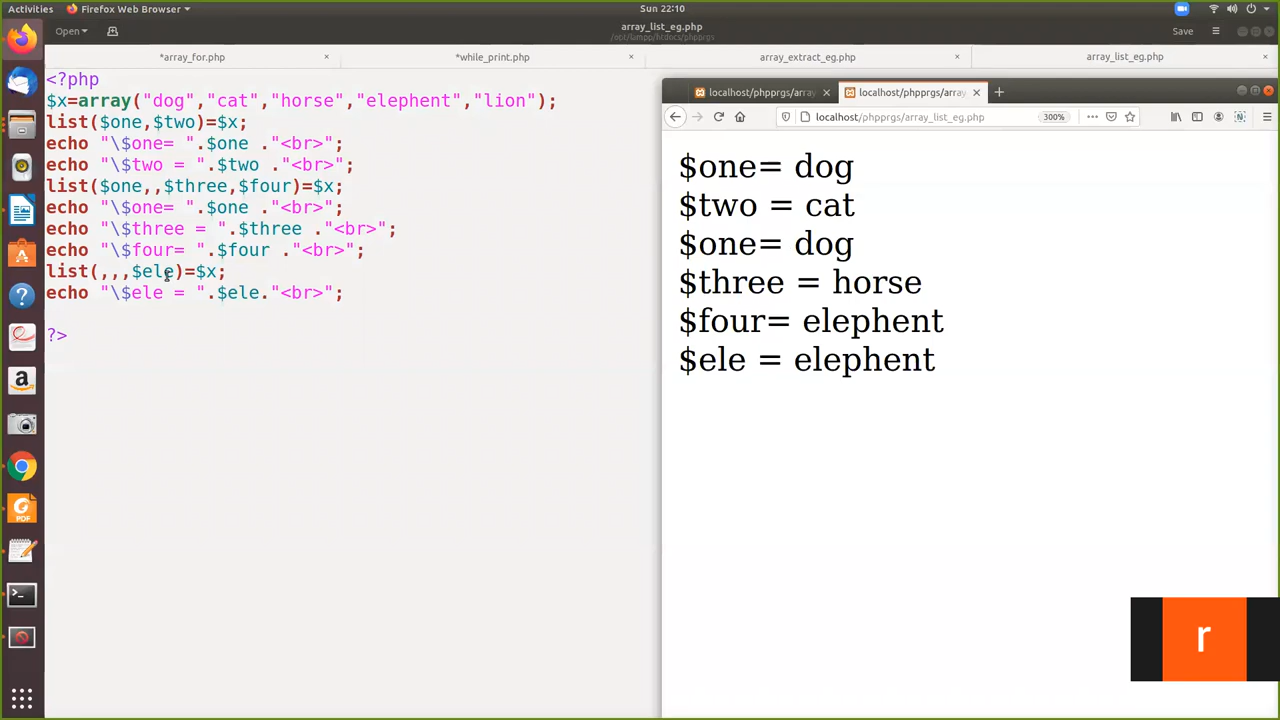 Activities
Firefox Web Browser
Sun 22:10
Open
array_list_eg.php
/opt/lampp/htdocs/phpprgs
Save
*array_for.php
*while_print.php
array_extract_eg.php
array_list_eg.php
<?php
$x=array("dog","cat","horse","elephent","lion");
list($one,$two)=$x;
echo "\$one= ".$one ."<br>";
echo "\$two = ".$two ."<br>";
list($one,,$three,$four)=$x;
echo "\$one= ".$one ."<br>";
echo "\$three = ".$three ."<br>";
echo "\$four= ".$four ."<br>";
list(,,,$ele)=$x;
echo "\$ele = ".$ele."<br>";
?>
localhost/phpprgs/array
localhost/phpprgs/array
localhost/phpprgs/array_list_eg.php
300%
$one= dog
$two = cat
$one= dog
$three = horse
$four= elephent
$ele = elephent
r